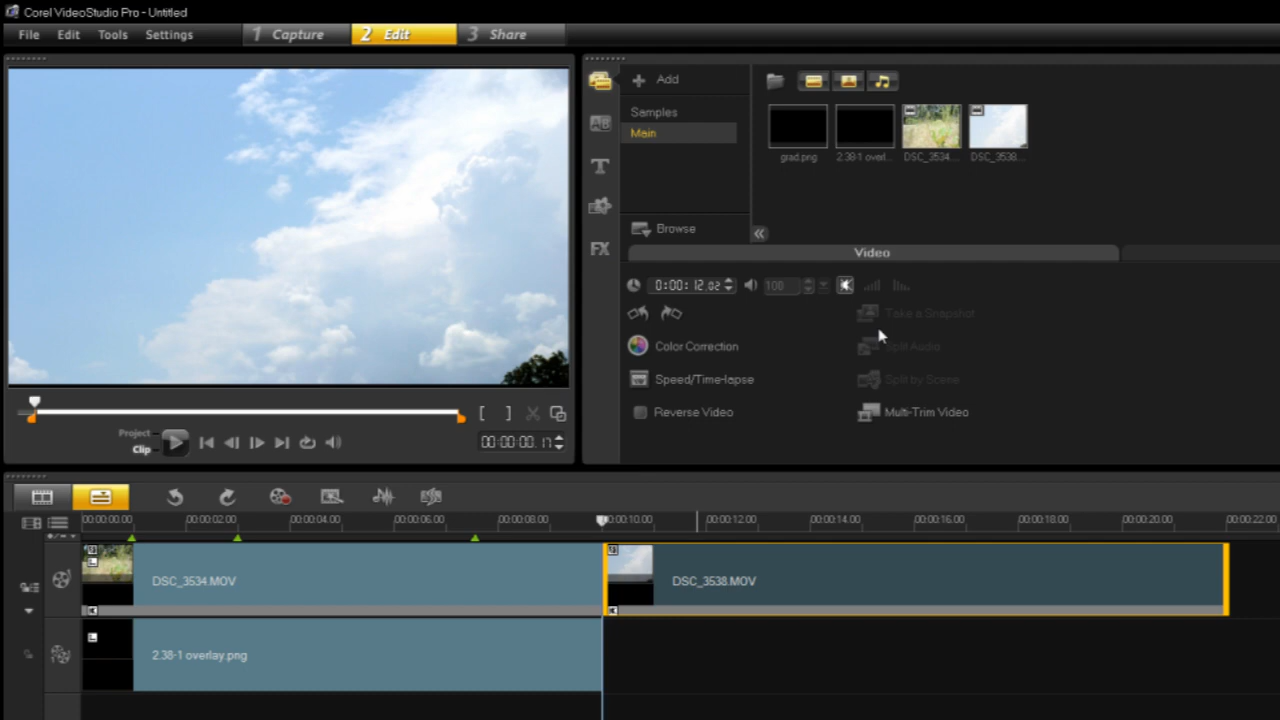 Corel VideoStudio Pro - Untitled
File Edit Tools Settings 1 Capture 2 Edit 3 Share
Add
Samples
Main
grad.png 2.38-1 overl... DSC_3534.... DSC_3538....
Browse
Video
0:00:12.02 100
Take a Snapshot
Color Correction Split Audio
Speed/Time-lapse Split by Scene
Reverse Video Multi-Trim Video
Project
Clip
00:00:00.17
00:00:00.00 00:00:02.00 00:00:04.00 00:00:06.00 00:00:08.00 00:00:10.00 00:00:12.00 00:00:14.00 00:00:16.00 00:00:18.00 00:00:20.00 00:00:22.00
DSC_3534.MOV DSC_3538.MOV
2.38-1 overlay.png
AB
T
FX